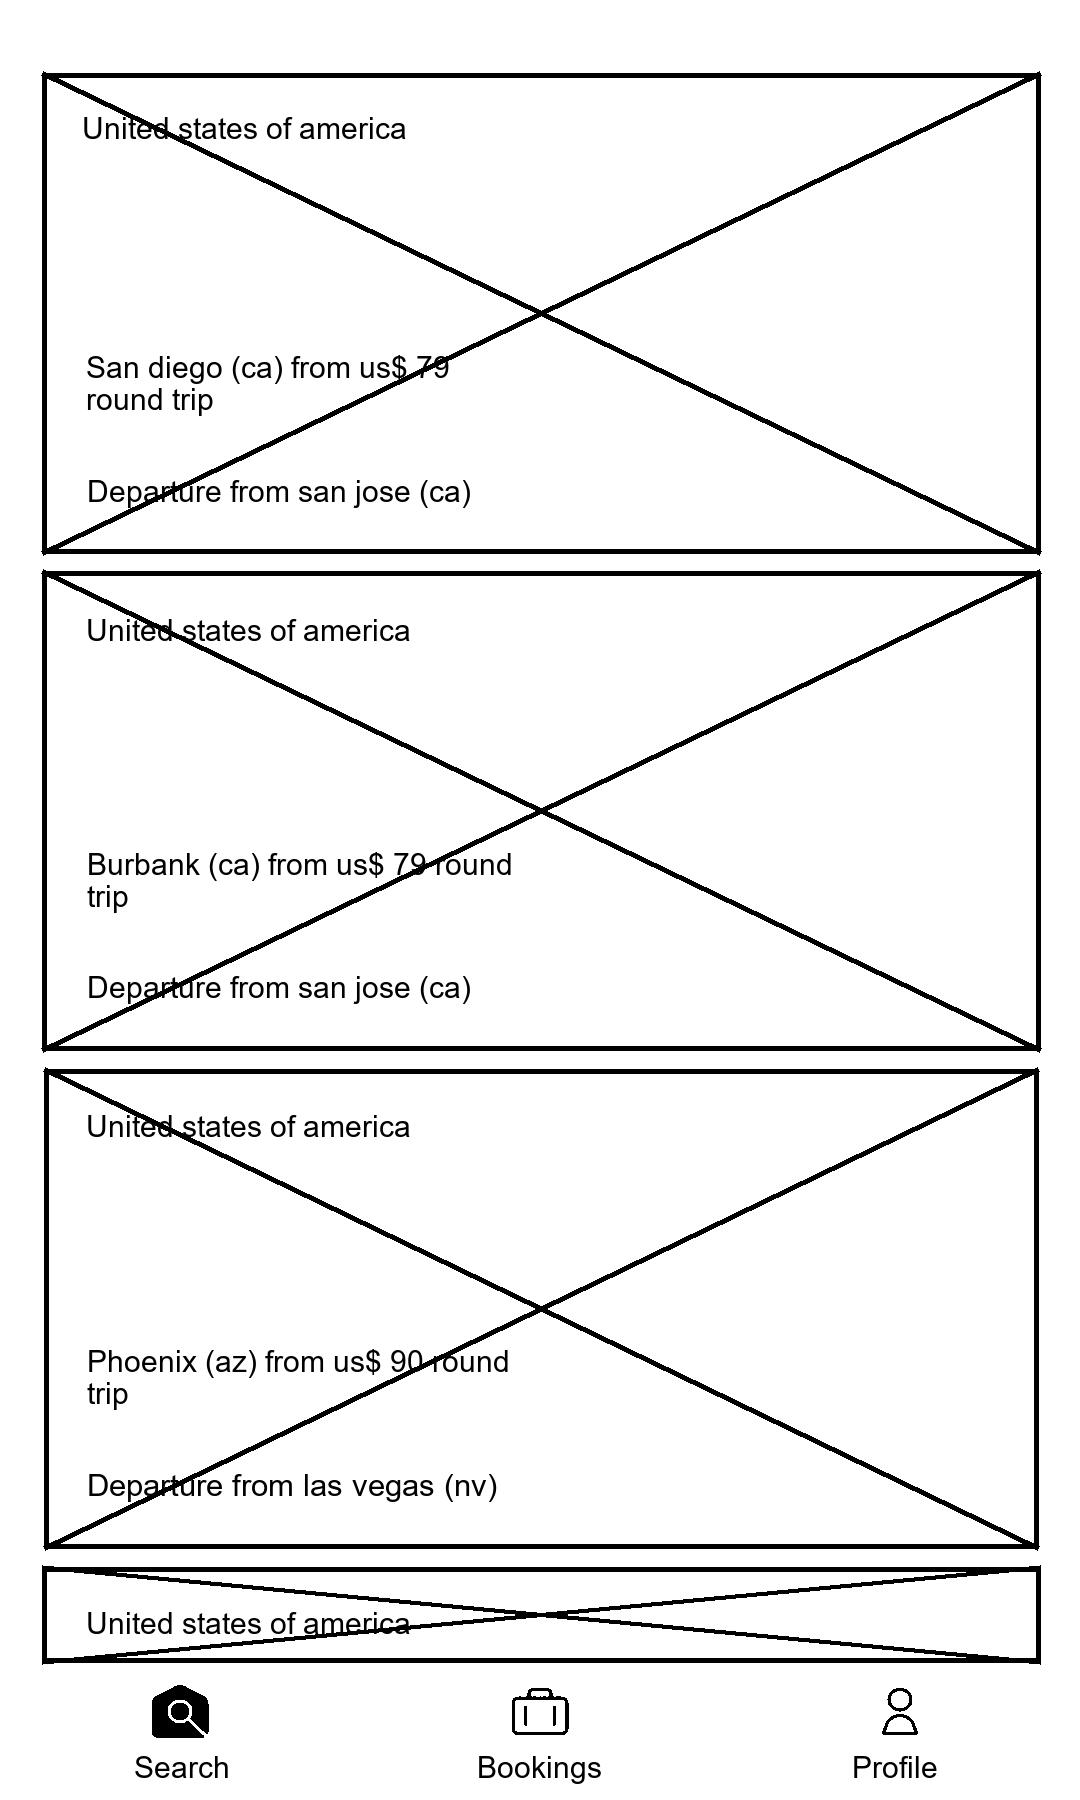 United states of america
San diego (ca) from us$ 79
round trip
Departure from san jose (ca)
United states of america
Burbank (ca) from us$ 79 round
trip
Departure from san jose (ca)
United states of america
Phoenix (az) from us$ 90 round
trip
Departure from las vegas (nv)
United states of america
Search
Bookings
Profile